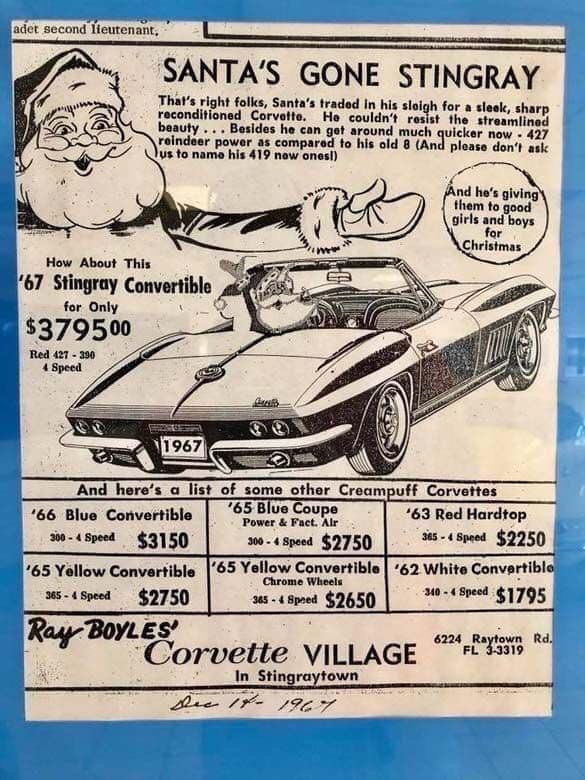 adet second lieutenant,
SANTA'S GONE STINGRAY
That's right folks, Santa's traded in his sleigh for a sleek, sharp
reconditioned Corvette. He couldn't resist the streamlined
beauty . . . Besides he can get around much quicker now - 427
reindeer power as compared to his old 8 (And please don't ask
us to name his 419 new ones!)
And he's giving
them to good
girls and boys
for
Christmas
How About This
'67 Stingray Convertible
for Only
$3795⁰⁰
Red 427 - 390
4 Speed
Corvette
1967
And here's a list of some other Creampuff Corvettes
'66 Blue Convertible
300 - 4 Speed $3150
'65 Blue Coupe
Power & Fact. Air
300 - 4 Speed $2750
'63 Red Hardtop
365 - 4 Speed $2250
'65 Yellow Convertible
365 - 4 Speed $2750
'65 Yellow Convertible
Chrome Wheels
365 - 4 Speed $2650
'62 White Convertible
340 - 4 Speed $1795
Ray BOYLES'
Corvette VILLAGE
In Stingraytown
6224 Raytown Rd.
FL 3-3319
Dec 14 - 1967